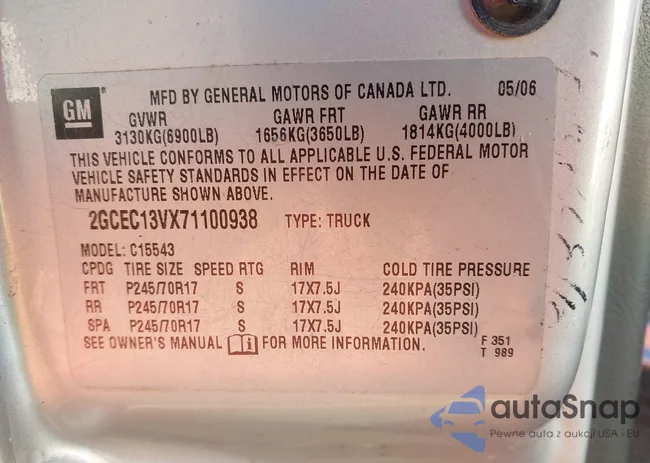 GM
MFD BY GENERAL MOTORS OF CANADA LTD. 05/06
GVWR GAWR FRT GAWR RR
3130KG(6900LB) 1656KG(3650LB) 1814KG(4000LB)
THIS VEHICLE CONFORMS TO ALL APPLICABLE U.S. FEDERAL MOTOR
VEHICLE SAFETY STANDARDS IN EFFECT ON THE DATE OF
MANUFACTURE SHOWN ABOVE.
2GCEC13VX71100938 TYPE: TRUCK
MODEL: C15543
CPDG TIRE SIZE SPEED RTG RIM COLD TIRE PRESSURE
FRT P245/70R17 S 17X7.5J 240KPA(35PSI)
RR P245/70R17 S 17X7.5J 240KPA(35PSI)
SPA P245/70R17 S 17X7.5J 240KPA(35PSI)
SEE OWNER'S MANUAL FOR MORE INFORMATION.
F 351
T 989
autoSnap
Pewne auta z aukcji USA i EU